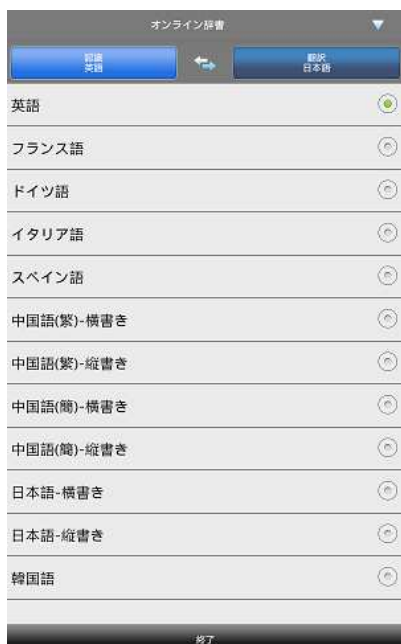 オンライン辞書
認識
英語
翻訳
日本語
英語
フランス語
ドイツ語
イタリア語
スペイン語
中国語(繁)-横書き
中国語(繁)-縦書き
中国語(簡)-横書き
中国語(簡)-縦書き
日本語-横書き
日本語-縦書き
韓国語
終了